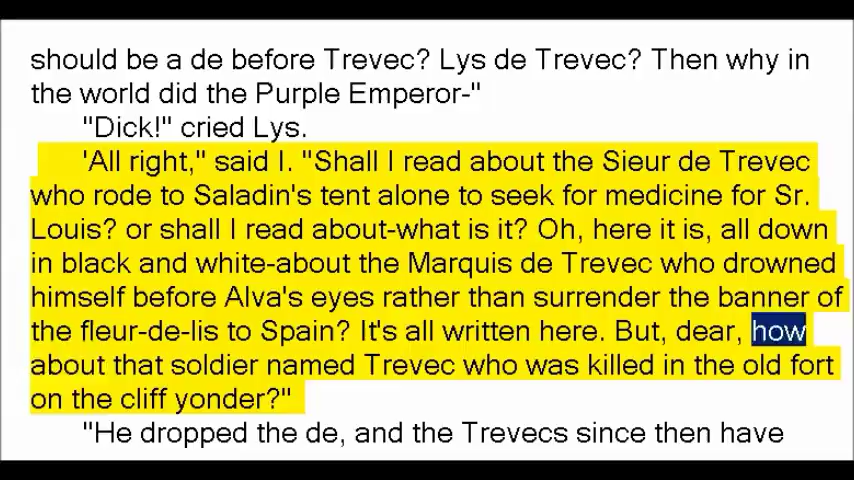 should be a de before Trevec? Lys de Trevec? Then why in
the world did the Purple Emperor-"
"Dick!" cried Lys.
'All right," said I. "Shall I read about the Sieur de Trevec
who rode to Saladin's tent alone to seek for medicine for Sr.
Louis? or shall I read about-what is it? Oh, here it is, all down
in black and white-about the Marquis de Trevec who drowned
himself before Alva's eyes rather than surrender the banner of
the fleur-de-lis to Spain? It's all written here. But, dear, how
about that soldier named Trevec who was killed in the old fort
on the cliff yonder?"
"He dropped the de, and the Trevecs since then have